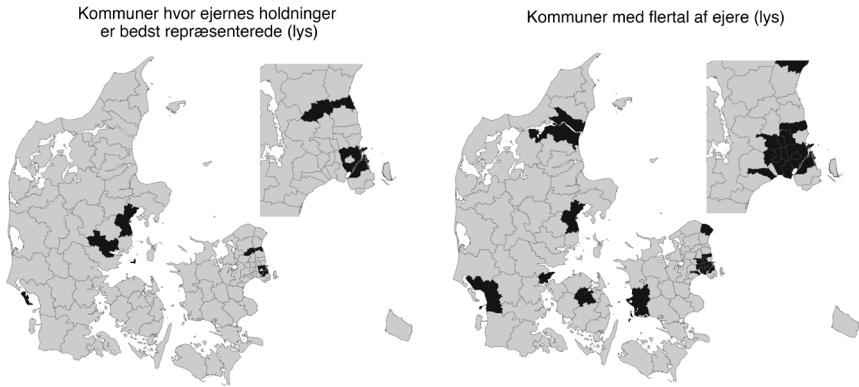 Kommuner hvor ejernes holdninger
er bedst repræsenterede (lys)
Kommuner med flertal af ejere (lys)